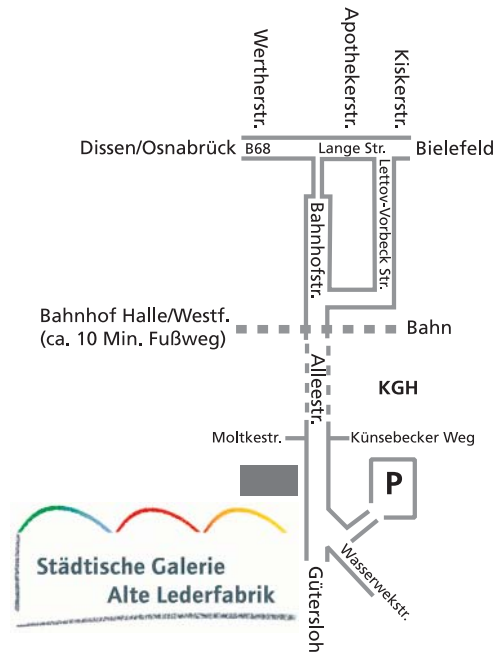 Wertherstr.
Apothekerstr.
Kiskerstr.
Dissen/Osnabrück
B68
Lange Str.
Bielefeld
Bahnhofstr.
Lettov-Vorbeck Str.
Bahnhof Halle/Westf.
(ca. 10 Min. Fußweg)
Bahn
Alleestr.
KGH
Moltkestr.
Künsebecker Weg
P
Städtische Galerie
Alte Lederfabrik
Wasserwekstr.
Gütersloh